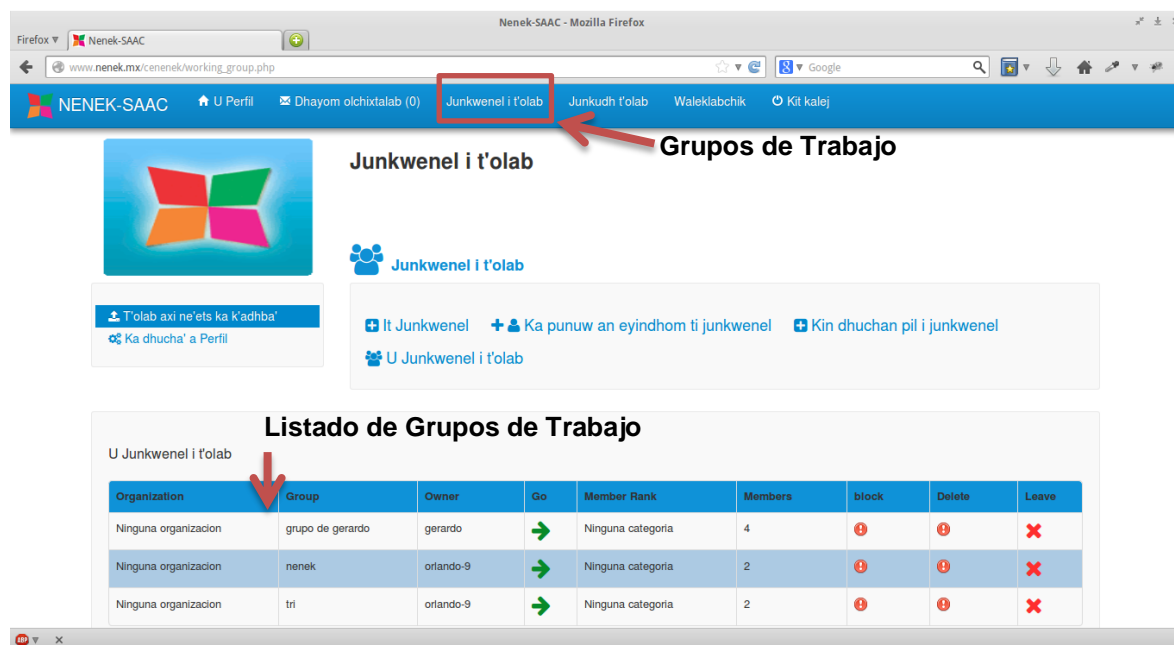 Nenek-SAAC - Mozilla Firefox
Firefox
Nenek-SAAC
www.nenek.mx/cenenek/working_group.php
Google
NENEK-SAAC U Perfil Dhayom olchixtalab (0) Junkwenel i t'olab Junkudh t'olab Waleklabchik Kit kalej
Grupos de Trabajo
Junkwenel i t'olab
Junkwenel i t'olab
T'olab axi ne'ets ka k'adhba'
Ka dhucha' a Perfil
It Junkwenel Ka punuw an eyindhom ti junkwenel Kin dhuchan pil i junkwenel
U Junkwenel i t'olab
Listado de Grupos de Trabajo
U Junkwenel i t'olab
Organization Group Owner Go Member Rank Members block Delete Leave
Ninguna organizacion grupo de gerardo gerardo Ninguna categoria 4
Ninguna organizacion nenek orlando-9 Ninguna categoria 2
Ninguna organizacion tri orlando-9 Ninguna categoria 2
ABP